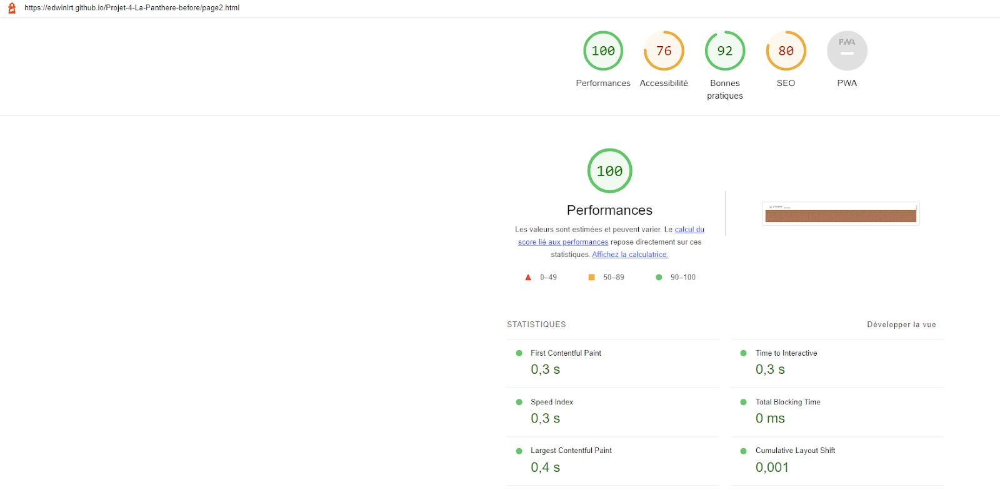 https://edwinlrt.github.io/Projet-4-La-Panthere-before/page2.html
100
76
92
80
PWA
Performances
Accessibilité
Bonnes
pratiques
SEO
PWA
100
Performances
Les valeurs sont estimées et peuvent varier. Le calcul du
score lié aux performances repose directement sur ces
statistiques. Affichez la calculatrice.
0–49
50–89
90–100
STATISTIQUES
Développer la vue
First Contentful Paint
0,3 s
Time to Interactive
0,3 s
Speed Index
0,3 s
Total Blocking Time
0 ms
Largest Contentful Paint
0,4 s
Cumulative Layout Shift
0,001